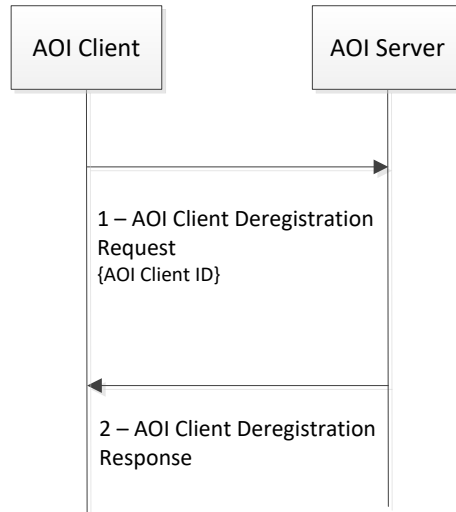 AOI Client
AOI Server
1 – AOI Client Deregistration
Request
{AOI Client ID}
2 – AOI Client Deregistration
Response